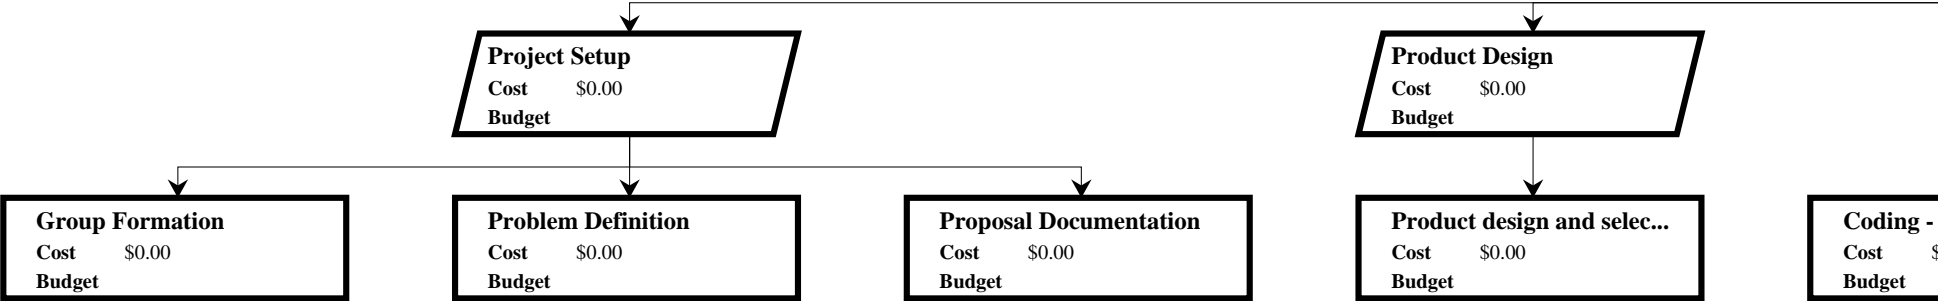 Project Setup
Cost $0.00
Budget
Product Design
Cost $0.00
Budget
Group Formation
Cost $0.00
Budget
Problem Definition
Cost $0.00
Budget
Proposal Documentation
Cost $0.00
Budget
Product design and selec...
Cost $0.00
Budget
Coding -
Cost
Budget